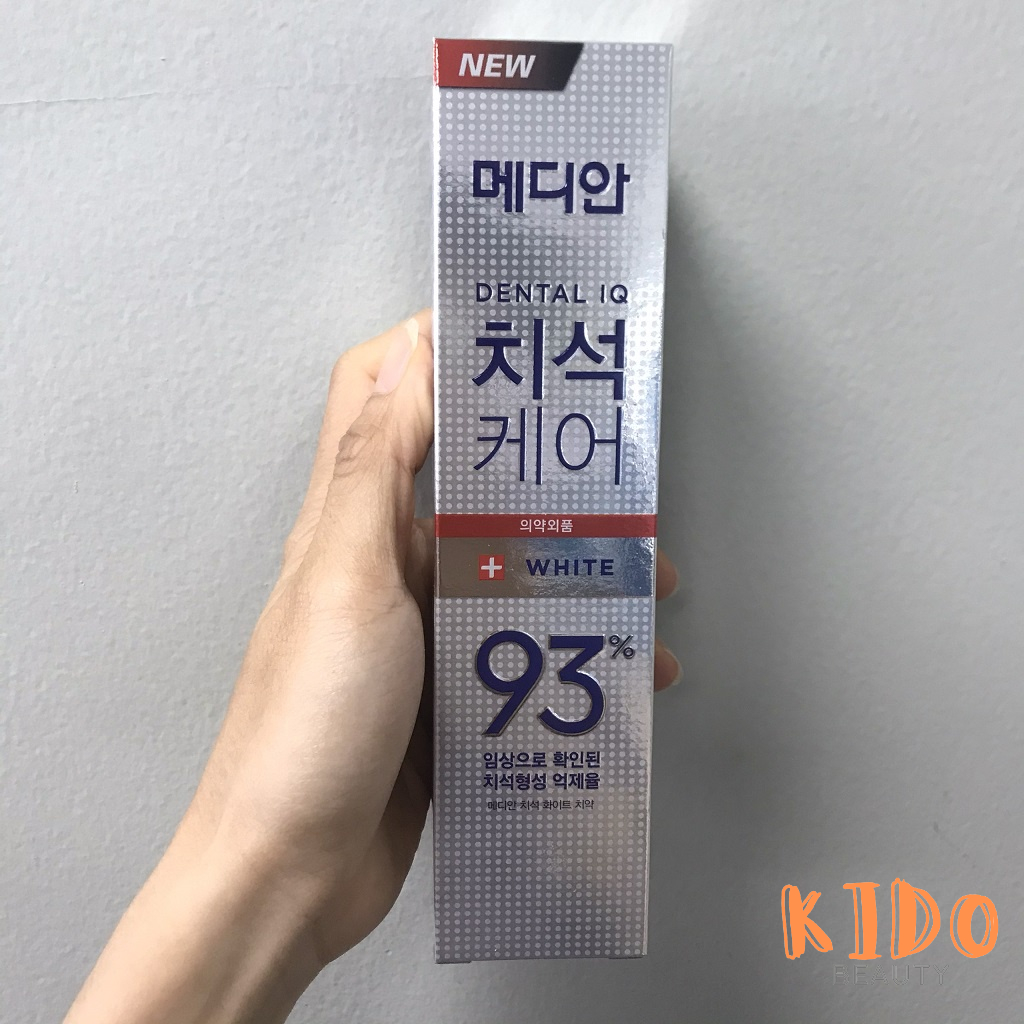 NEW
메디안
DENTAL IQ
치석
케어
의약외품
WHITE
93%
임상으로 확인된
치석형성 억제율
메디안 치석 화이트 치약
KIDO
BEAUTY